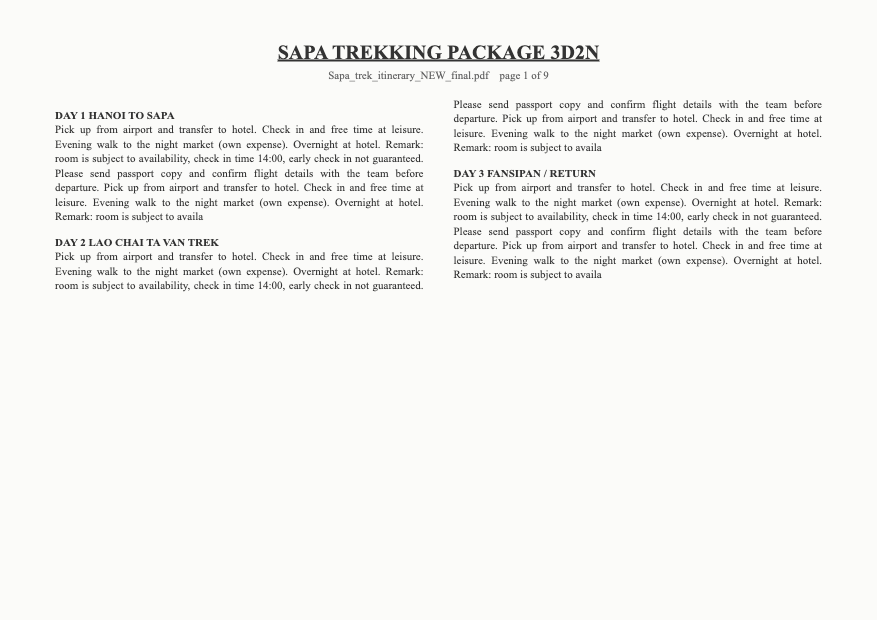 SAPA TREKKING PACKAGE 3D2N
Sapa_trek_itinerary_NEW_final.pdf page 1 of 9
DAY 1 HANOI TO SAPA
Pick up from airport and transfer to hotel. Check in and free time at leisure.
Evening walk to the night market (own expense). Overnight at hotel. Remark:
room is subject to availability, check in time 14:00, early check in not guaranteed.
Please send passport copy and confirm flight details with the team before
departure. Pick up from airport and transfer to hotel. Check in and free time at
leisure. Evening walk to the night market (own expense). Overnight at hotel.
Remark: room is subject to availa
DAY 2 LAO CHAI TA VAN TREK
Pick up from airport and transfer to hotel. Check in and free time at leisure.
Evening walk to the night market (own expense). Overnight at hotel. Remark:
room is subject to availability, check in time 14:00, early check in not guaranteed.
Please send passport copy and confirm flight details with the team before
departure. Pick up from airport and transfer to hotel. Check in and free time at
leisure. Evening walk to the night market (own expense). Overnight at hotel.
Remark: room is subject to availa
DAY 3 FANSIPAN / RETURN
Pick up from airport and transfer to hotel. Check in and free time at leisure.
Evening walk to the night market (own expense). Overnight at hotel. Remark:
room is subject to availability, check in time 14:00, early check in not guaranteed.
Please send passport copy and confirm flight details with the team before
departure. Pick up from airport and transfer to hotel. Check in and free time at
leisure. Evening walk to the night market (own expense). Overnight at hotel.
Remark: room is subject to availa